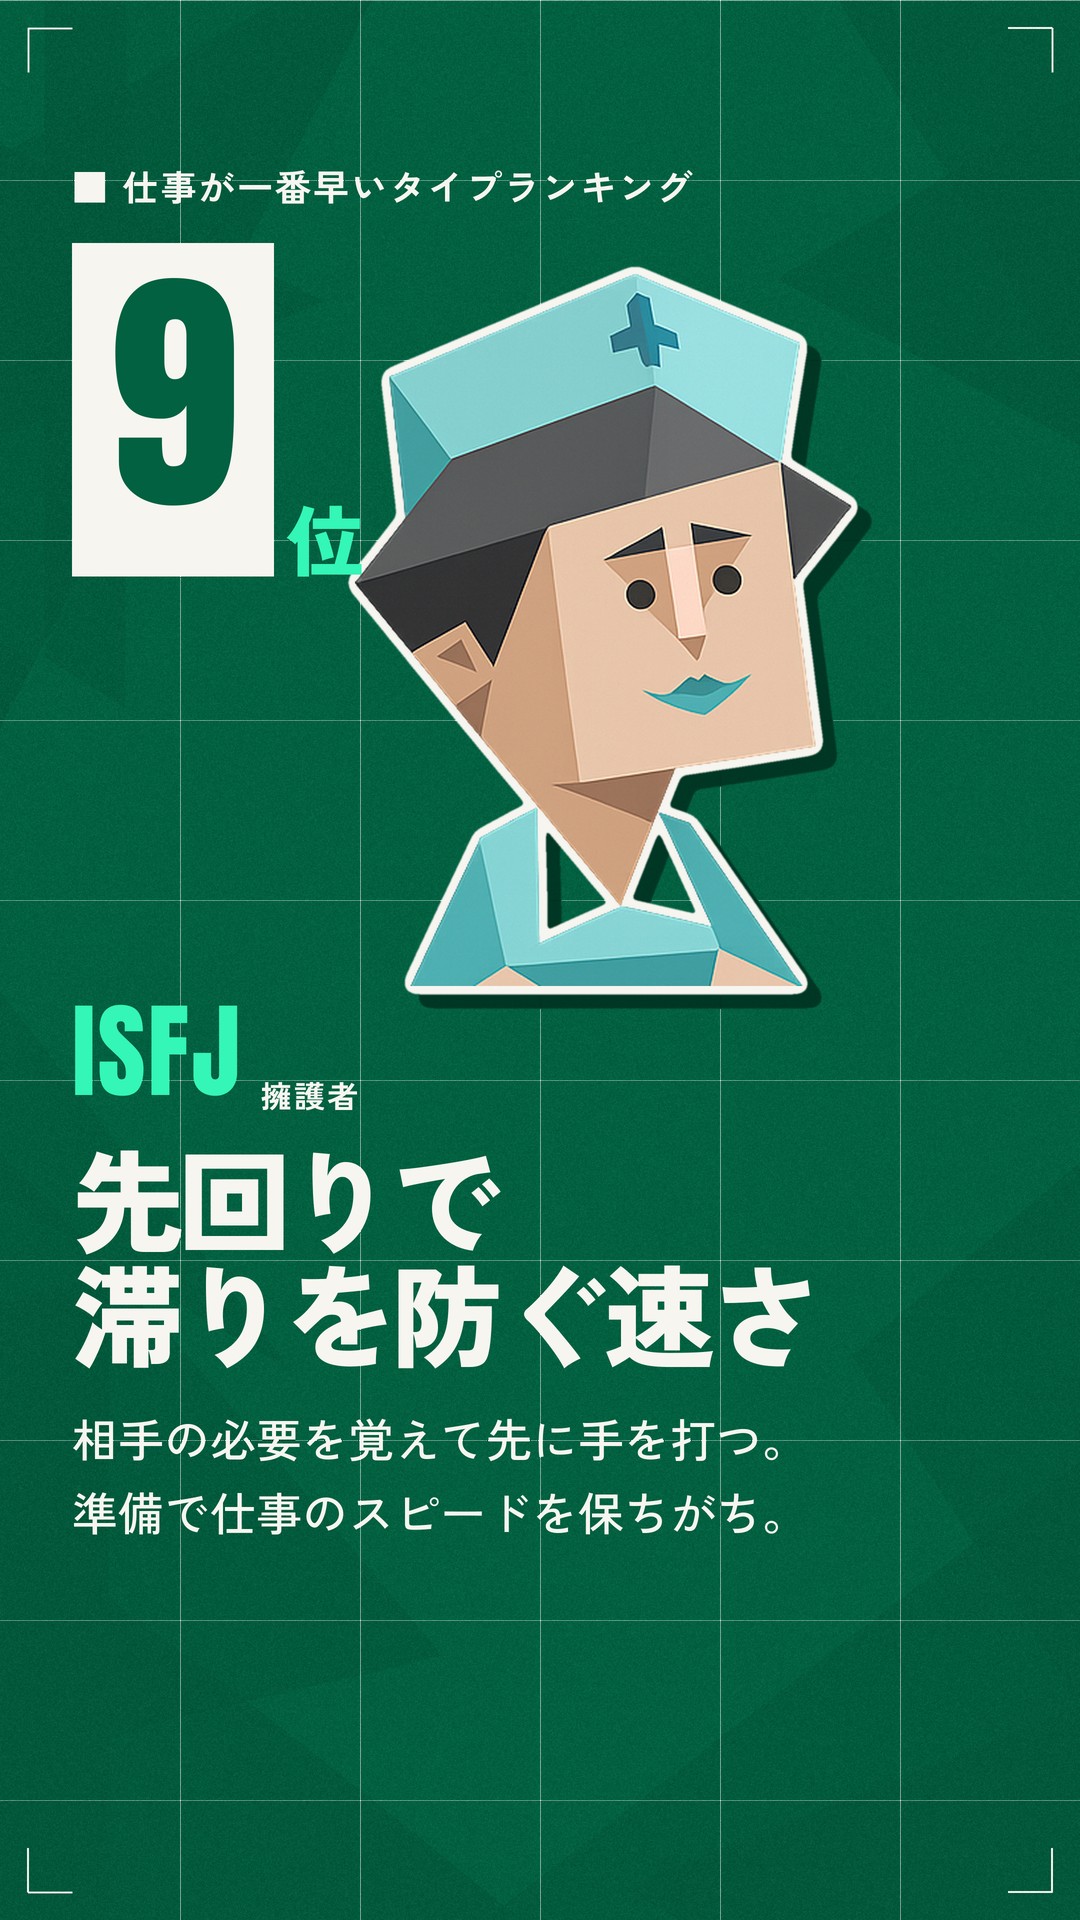 ■ 仕事が一番早いタイプランキング
9位
ISFJ 擁護者
先回りで
滞りを防ぐ速さ
相手の必要を覚えて先に手を打つ。
準備で仕事のスピードを保ちがち。